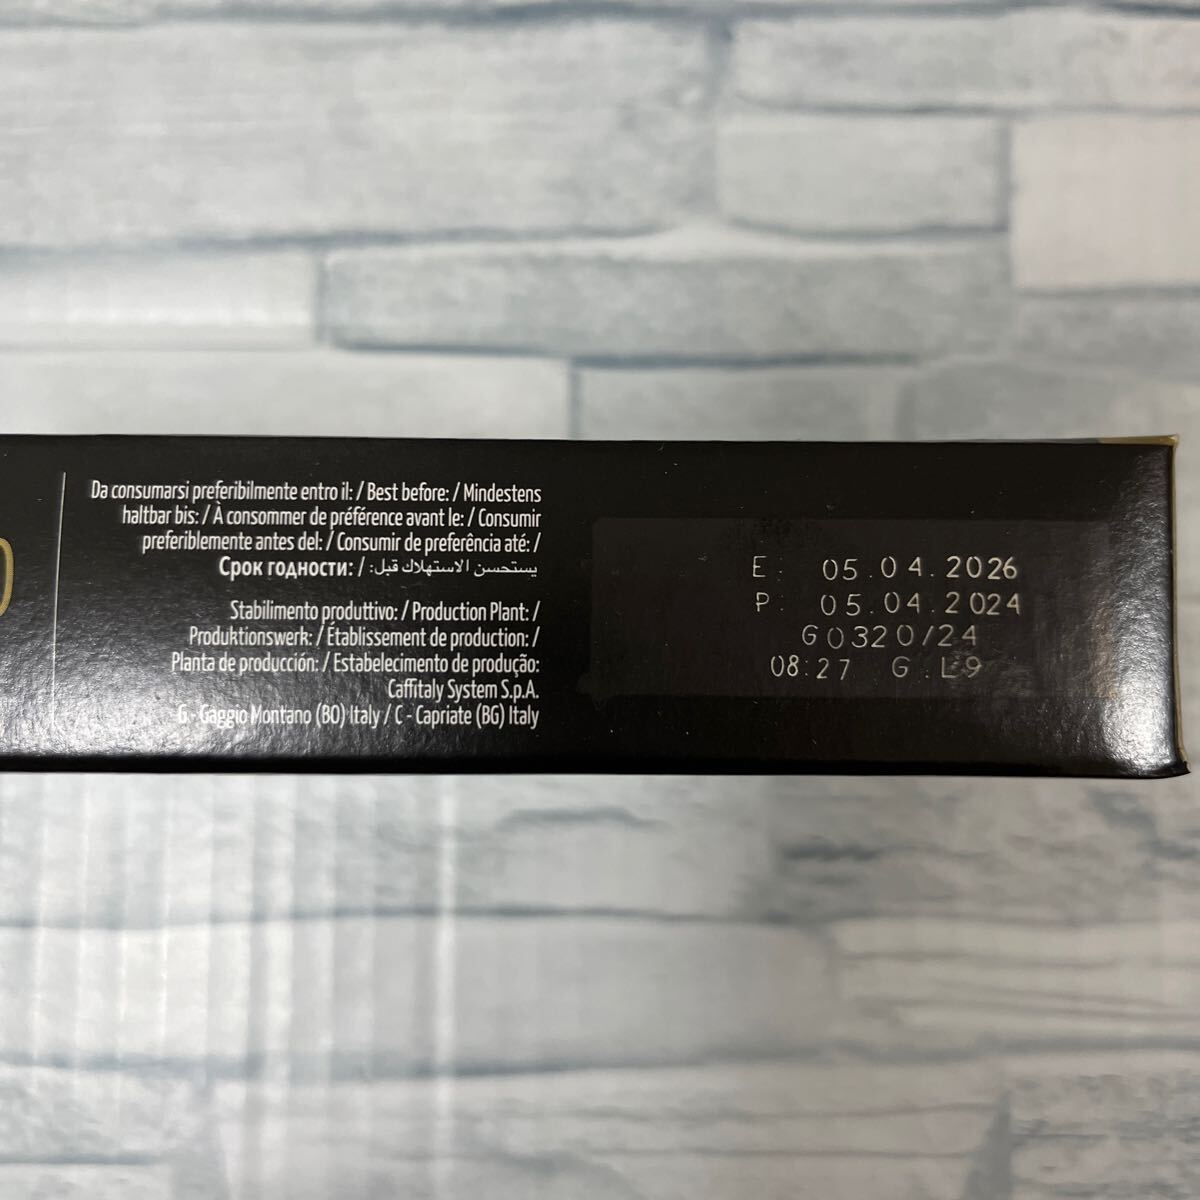 Da consumarsi preferibilmente entro il: / Best before: / Mindestens
haltbar bis: / À consommer de préférence avant le: / Consumir
preferiblemente antes del: / Consumir de preferência até: /
Срок годности: / يستحسن الاستهلاك قبل:
Stabilimento produttivo: / Production Plant: /
Produktionswerk: / Établissement de production: /
Planta de producción: / Estabelecimento de produção:
Caffitaly System S.p.A.
G - Gaggio Montano (BO) Italy / C - Capriate (BG) Italy
E: 05.04.2026
P: 05.04.2024
G0320/24
08:27 G.L9